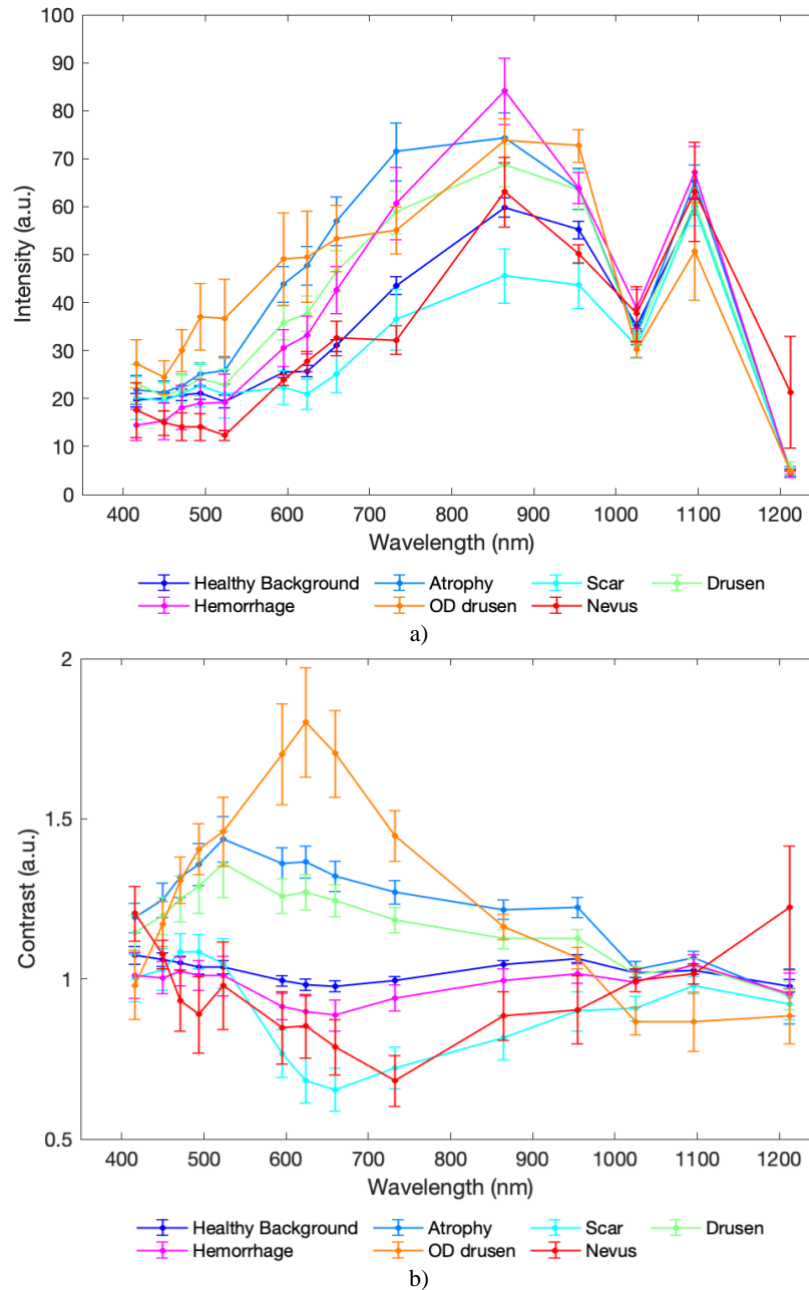 100
90
80
70
60
50
40
30
20
10
0
Intensity (a.u.)
400 500 600 700 800 900 1000 1100 1200
Wavelength (nm)
Healthy Background Atrophy Scar Drusen
Hemorrhage OD drusen Nevus
a)
2
1.5
1
0.5
Contrast (a.u.)
400 500 600 700 800 900 1000 1100 1200
Wavelength (nm)
Healthy Background Atrophy Scar Drusen
Hemorrhage OD drusen Nevus
b)